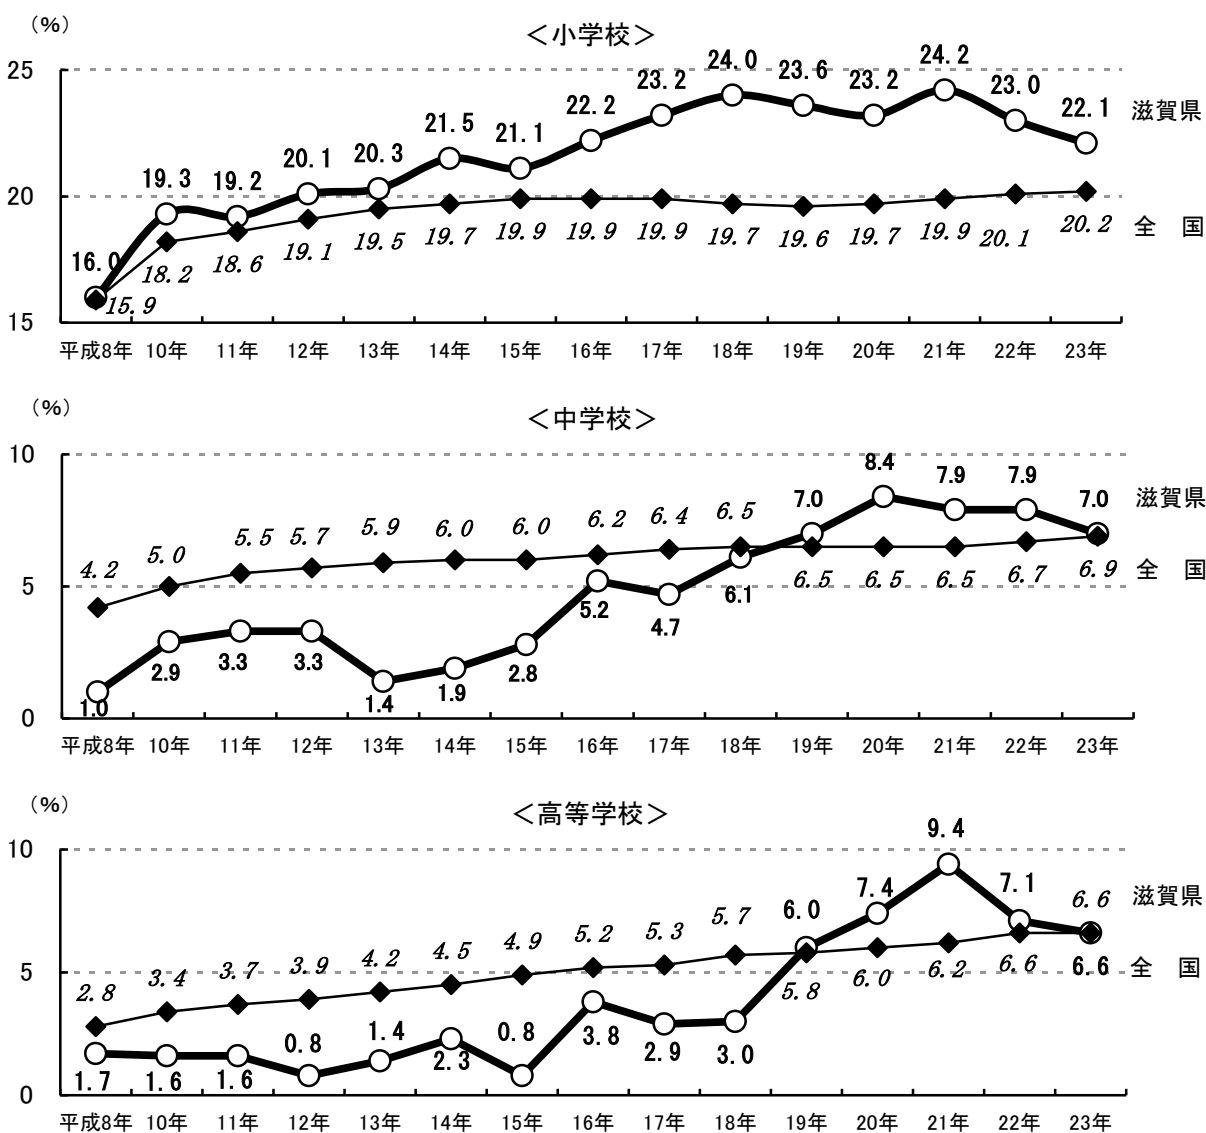 (%)
＜小学校＞
25
20
15
16.0 19.3 19.2 20.1 20.3 21.5 21.1 22.2 23.2 24.0 23.6 23.2 24.2 23.0 22.1
滋賀県
15.9 18.2 18.6 19.1 19.5 19.7 19.9 19.9 19.9 19.7 19.6 19.7 19.9 20.1 20.2
全　国
平成8年 10年 11年 12年 13年 14年 15年 16年 17年 18年 19年 20年 21年 22年 23年
(%)
＜中学校＞
10
5
0
4.2 5.0 5.5 5.7 5.9 6.0 6.0 6.2 6.4 6.5 6.5 6.5 6.5 6.7 6.9
全　国
1.0 2.9 3.3 3.3 1.4 1.9 2.8 5.2 4.7 6.1 7.0 8.4 7.9 7.9 7.0
滋賀県
平成8年 10年 11年 12年 13年 14年 15年 16年 17年 18年 19年 20年 21年 22年 23年
(%)
＜高等学校＞
10
5
0
2.8 3.4 3.7 3.9 4.2 4.5 4.9 5.2 5.3 5.7 5.8 6.0 6.2 6.6 6.6
全　国
1.7 1.6 1.6 0.8 1.4 2.3 0.8 3.8 2.9 3.0 6.0 7.4 9.4 7.1 6.6
滋賀県
平成8年 10年 11年 12年 13年 14年 15年 16年 17年 18年 19年 20年 21年 22年 23年